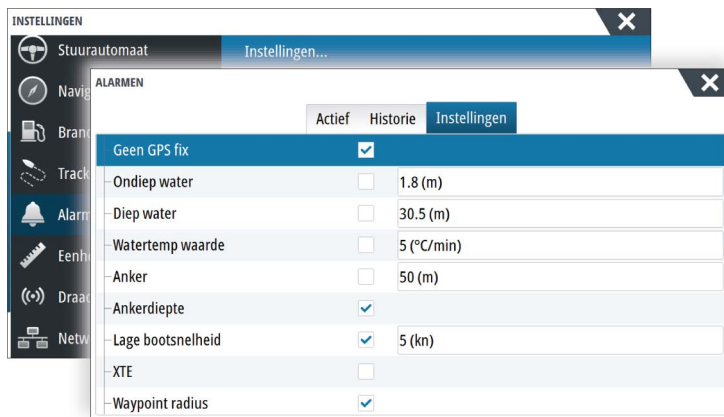 INSTELLINGEN
Stuurautomaat
Instellingen...
Navig
Brand
Track
Alarm
Eenh
Draad
Netw
ALARMEN
Actief Historie Instellingen
Geen GPS fix
Ondiep water 1.8 (m)
Diep water 30.5 (m)
Watertemp waarde 5 (°C/min)
Anker 50 (m)
Ankerdiepte
Lage bootsnelheid 5 (kn)
XTE
Waypoint radius